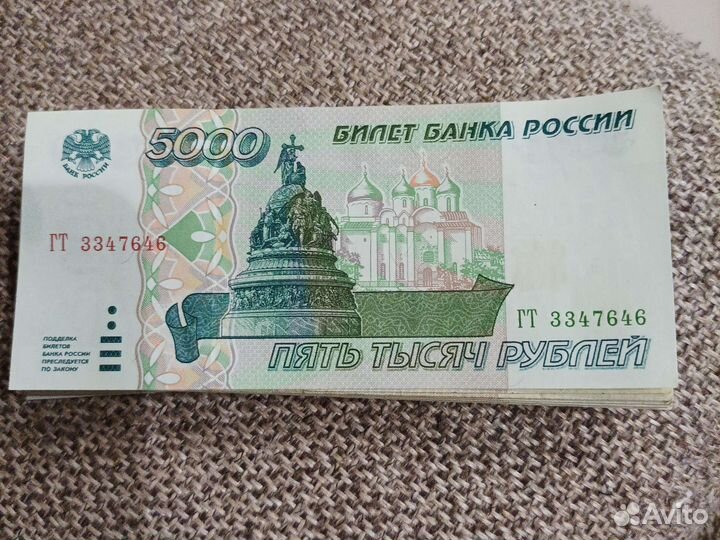 5000
БИЛЕТ БАНКА РОССИИ
БАНК РОССИИ
ГТ 3347646
ГТ 3347646
ПОДДЕЛКА
БИЛЕТОВ
БАНКА РОССИИ
ПРЕСЛЕДУЕТСЯ
ПО ЗАКОНУ
ПЯТЬ ТЫСЯЧ РУБЛЕЙ
Avito